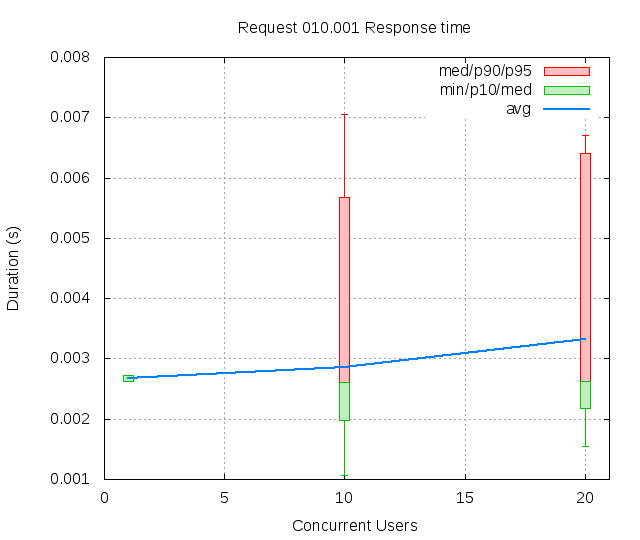 Request 010.001 Response time
0.008
0.007
0.006
0.005
0.004
0.003
0.002
0.001
Duration (s)
med/p90/p95
min/p10/med
avg
0 5 10 15 20
Concurrent Users